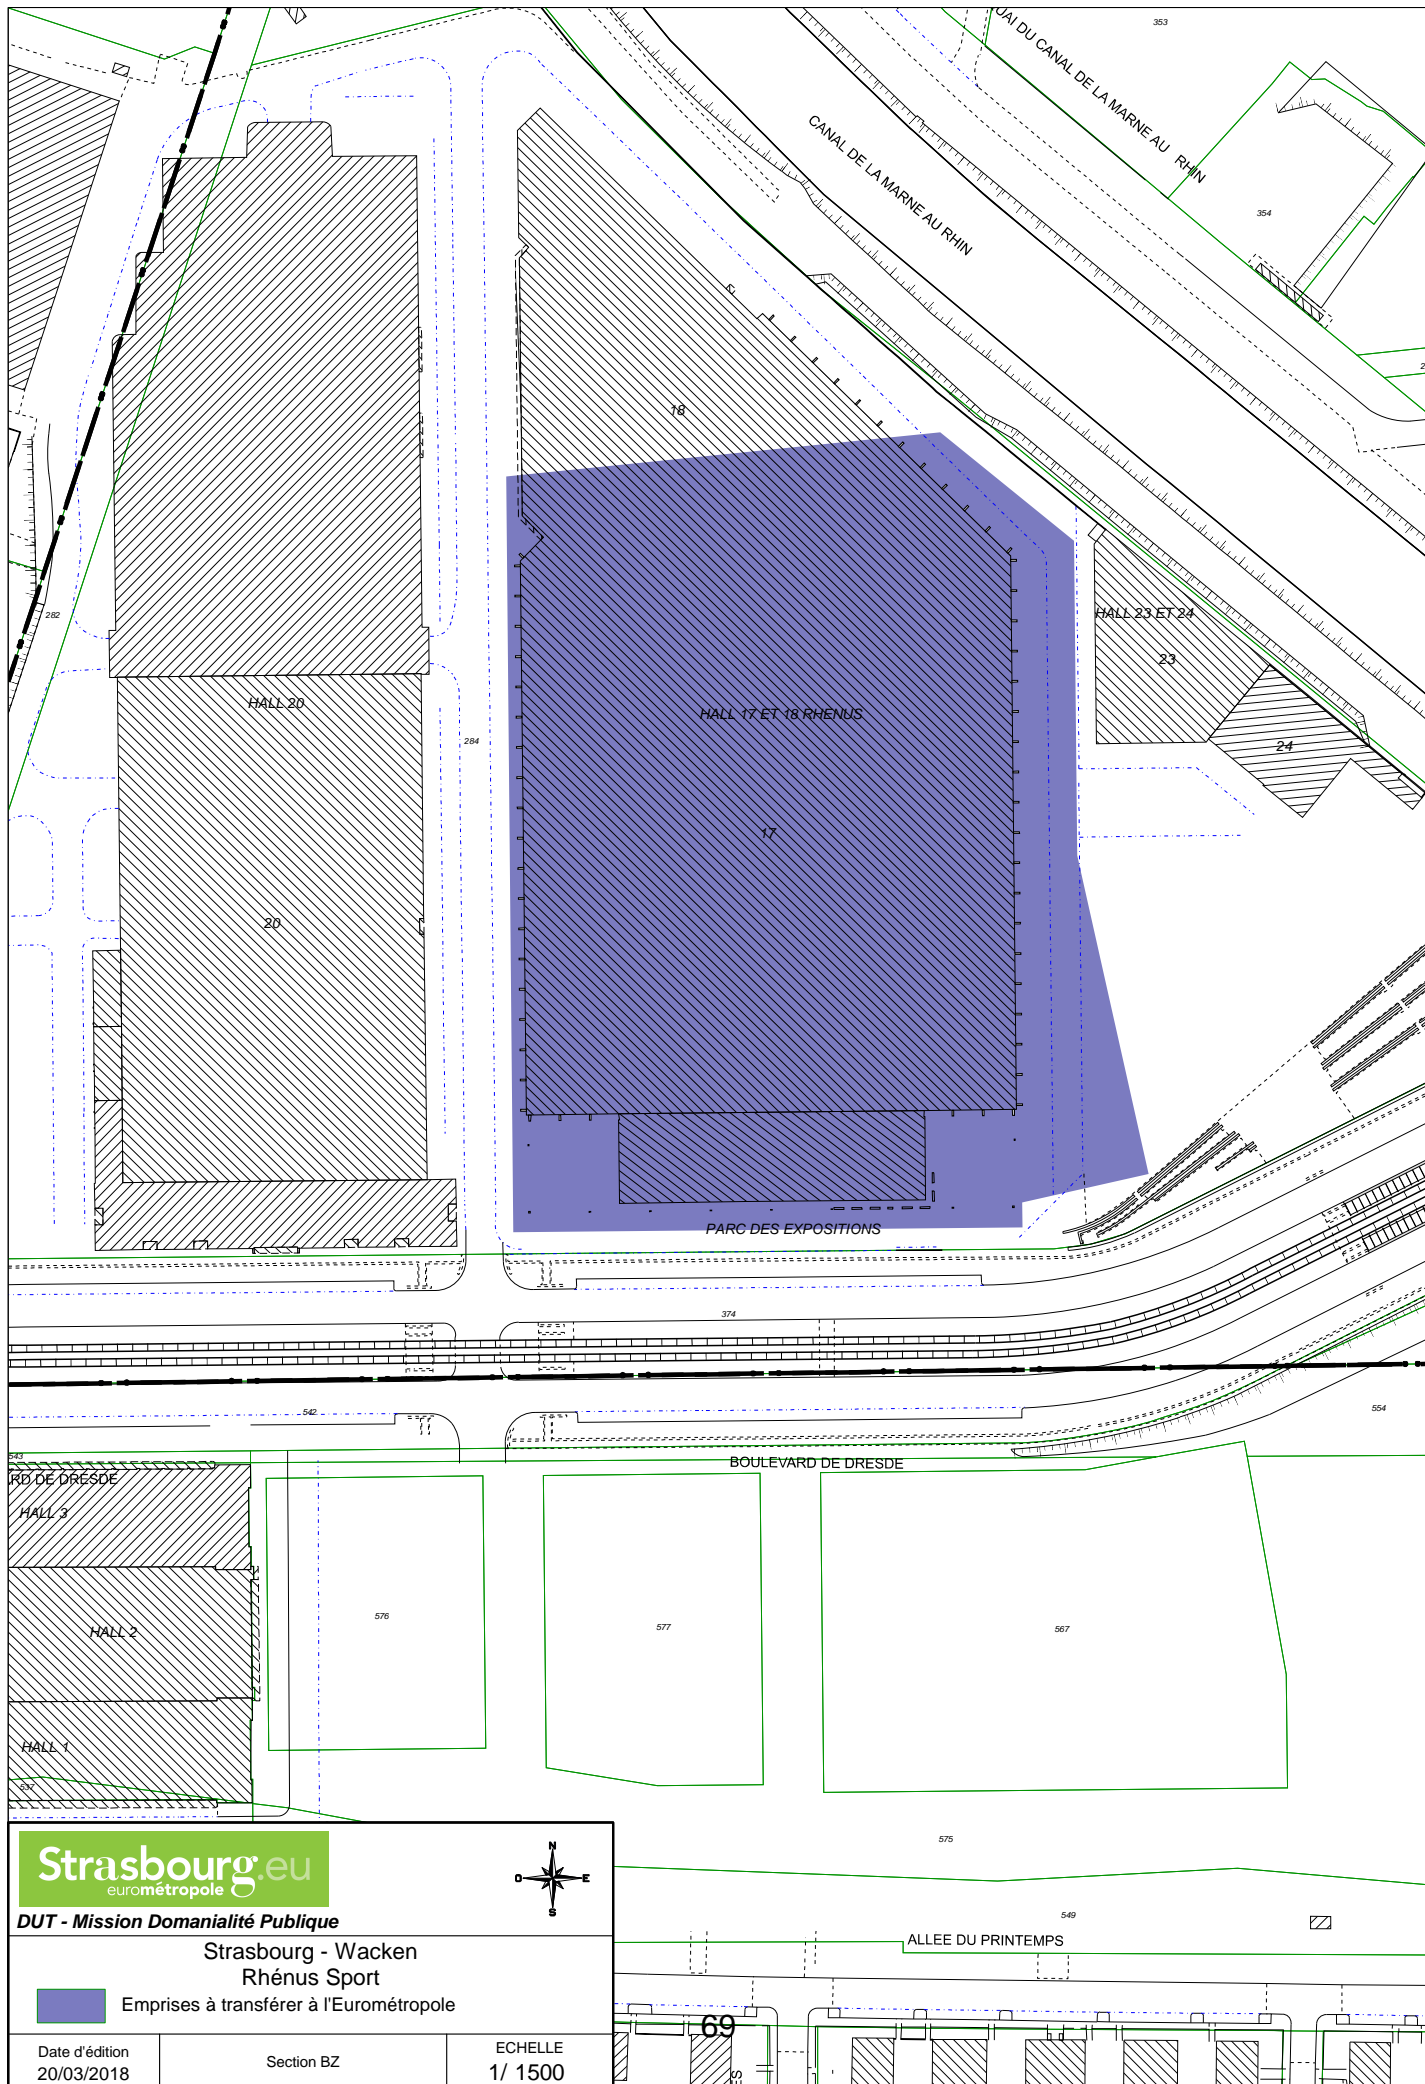 353
QUAI DU CANAL DE LA MARNE AU RHIN
CANAL DE LA MARNE AU RHIN
354
18
282
HALL 23 ET 24
23
HALL 20
HALL 17 ET 18 RHENUS
284
24
17
20
PARC DES EXPOSITIONS
374
542
554
543
BOULEVARD DE DRESDE
RD DE DRESDE
HALL 3
576
577
567
HALL 2
HALL 1
537
575
549
ALLEE DU PRINTEMPS
69
ES
Strasbourg.eu
eurométropole
N
O E
S
DUT - Mission Domanialité Publique
Strasbourg - Wacken
Rhénus Sport
Emprises à transférer à l'Eurométropole
Date d'édition
20/03/2018
Section BZ
ECHELLE
1/ 1500